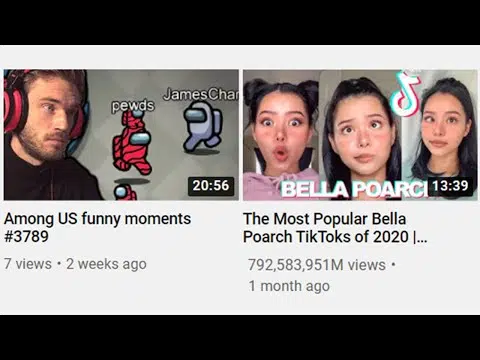 JamesChar
pewds
20:56
Among US funny moments
#3789
7 views • 2 weeks ago
BELLA POARCH
13:39
The Most Popular Bella
Poarch TikToks of 2020 |...
792,583,951M views •
1 month ago